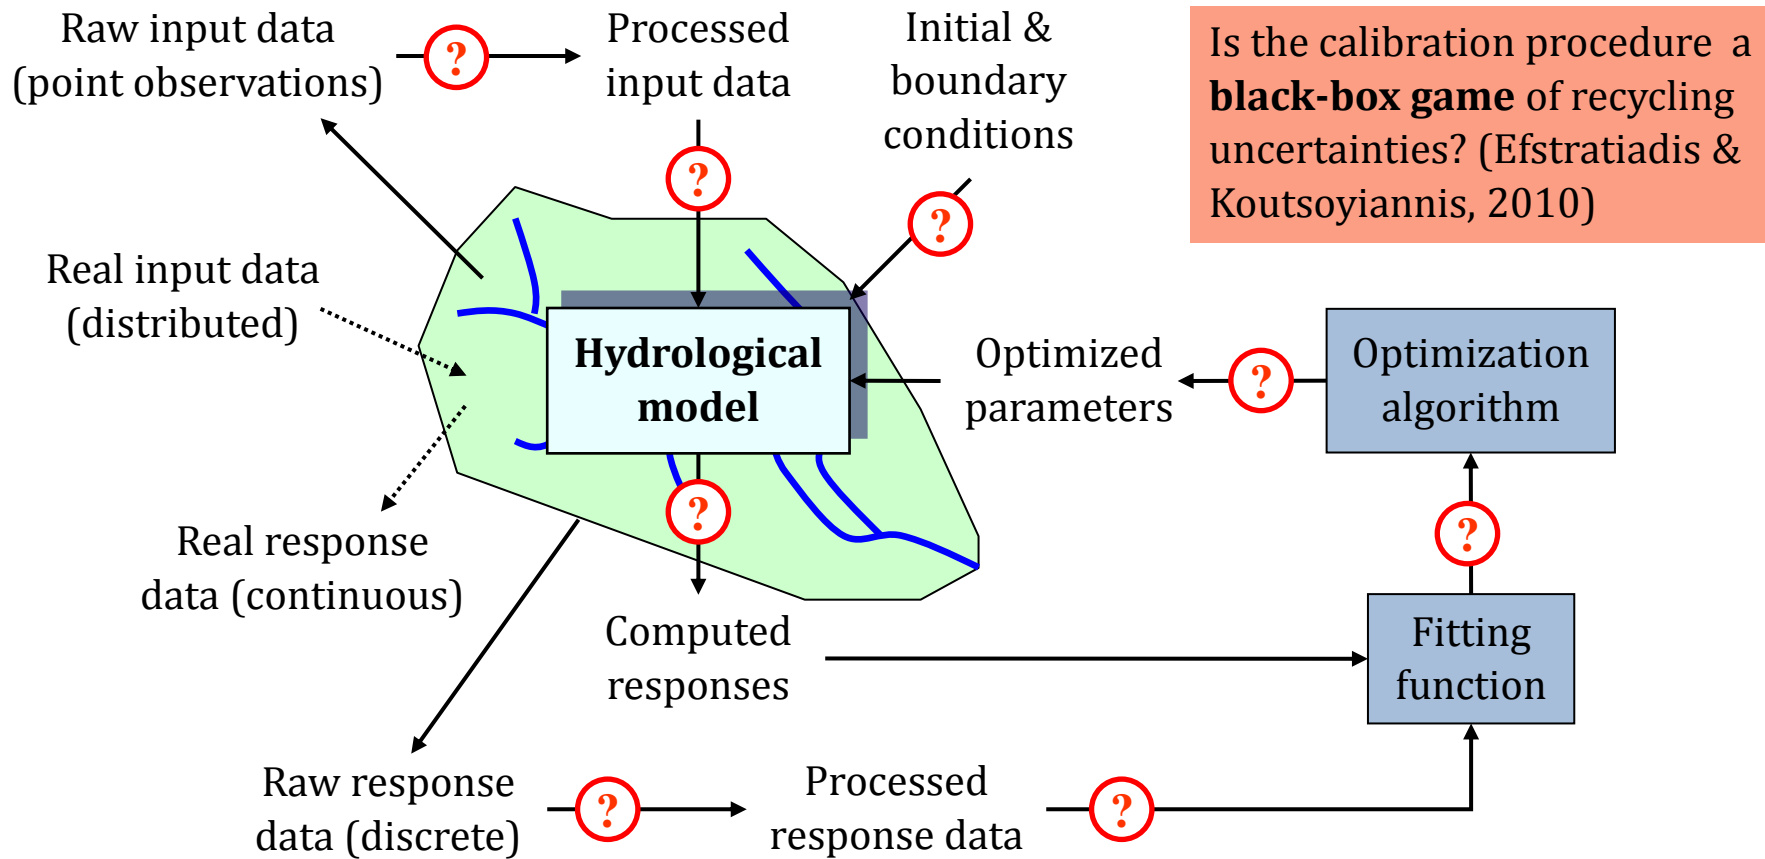 Raw input data
(point observations)
?
Processed
input data
Initial &
boundary
conditions
Is the calibration procedure a
black-box game of recycling
uncertainties? (Efstratiadis &
Koutsoyiannis, 2010)
?
?
Real input data
(distributed)
Hydrological
model
Optimized
parameters
?
Optimization
algorithm
?
?
Real response
data (continuous)
Computed
responses
Fitting
function
Raw response
data (discrete)
?
Processed
response data
?